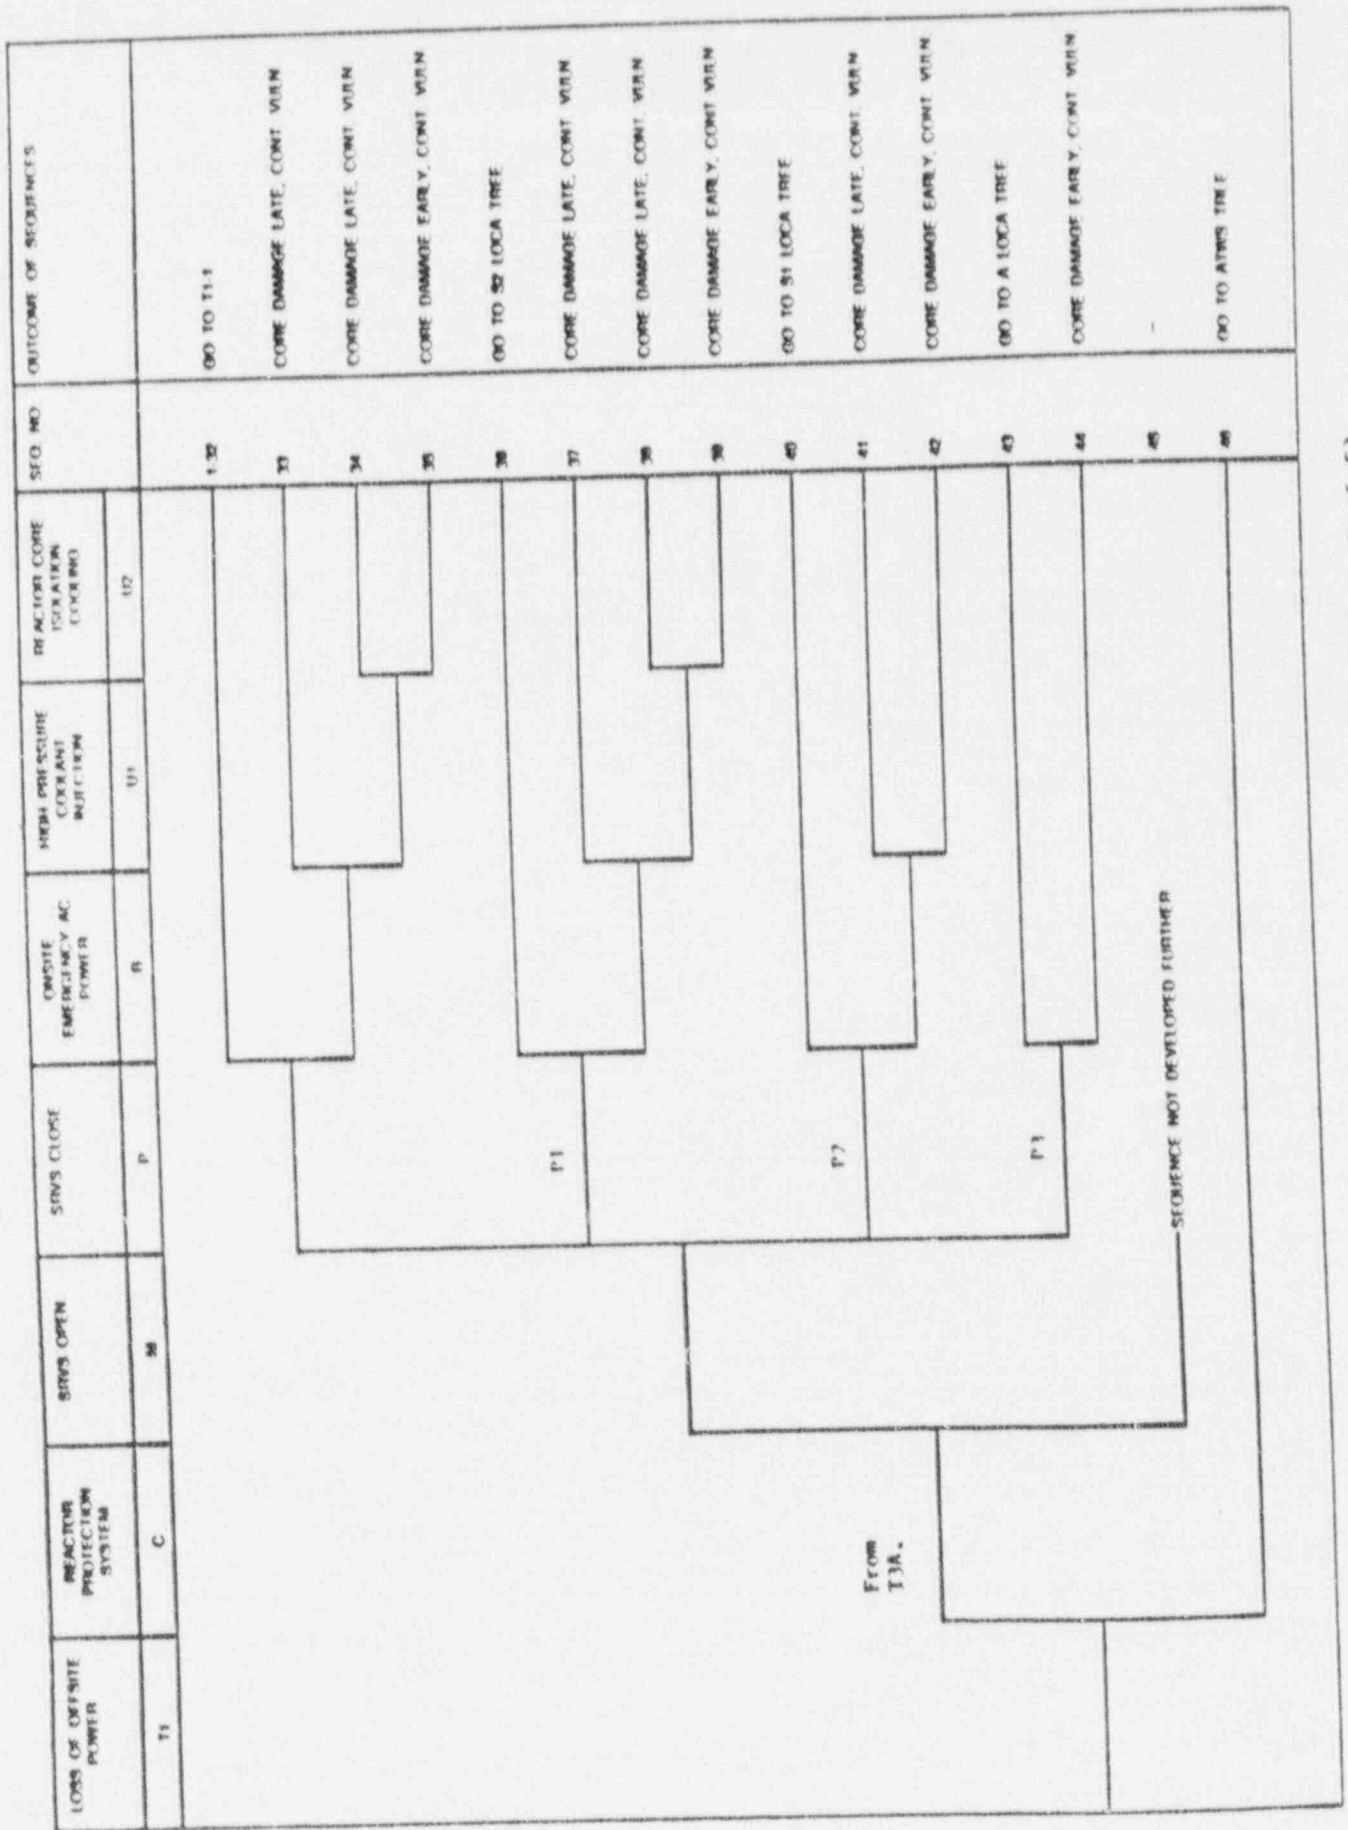 LOSS OF OFFSITE
POWER
T1
REACTOR
PROTECTION
SYSTEM
C
SRVS OPEN
M
SRVS CLOSE
P
ONSITE
EMERGENCY AC
POWER
B
HIGH PRESSURE
COOLANT
INJECTION
U1
REACTOR CORE
ISOLATION
COOLING
U2
SEQ. NO.
OUTCOME OF SEQUENCES
1-32
GO TO T1-1
33
CORE DAMAGE LATE, CONT. VULN
34
CORE DAMAGE LATE, CONT. VULN
35
CORE DAMAGE EARLY, CONT. VULN
36
GO TO S2 LOCA TREE
37
CORE DAMAGE LATE, CONT. VULN
38
CORE DAMAGE LATE, CONT. VULN
39
CORE DAMAGE EARLY, CONT. VULN
40
GO TO S1 LOCA TREE
41
CORE DAMAGE LATE, CONT. VULN
42
CORE DAMAGE EARLY, CONT. VULN
43
GO TO A LOCA TREE
44
CORE DAMAGE EARLY, CONT. VULN
45
46
GO TO ATWS TREE
P1
P2
P3
SEQUENCE NOT DEVELOPED FURTHER
From
T3A.